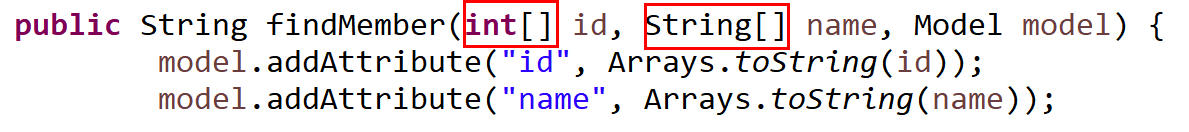 public String findMember(int[] id, String[] name, Model model) {
model.addAttribute("id", Arrays.toString(id));
model.addAttribute("name", Arrays.toString(name));